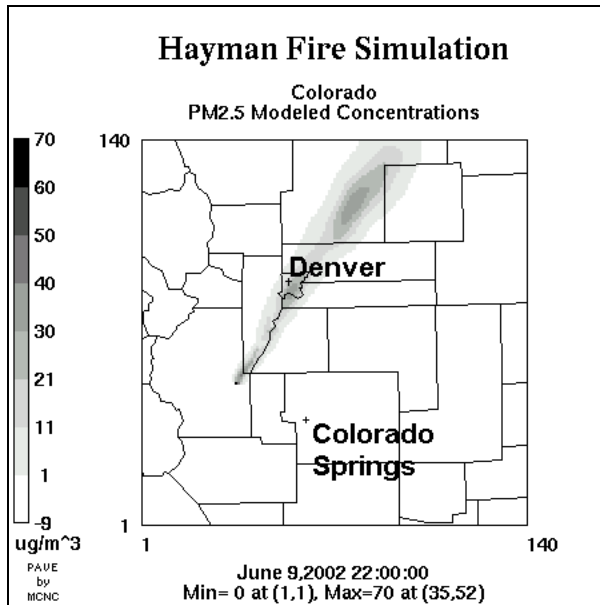 Hayman Fire Simulation
Colorado
PM2.5 Modeled Concentrations
70
60
50
40
30
21
11
1
-9
ug/m^3
PAVE
by
MCNC
140
1
1
140
Denver
Colorado
Springs
June 9,2002 22:00:00
Min= 0 at (1,1), Max=70 at (35,52)